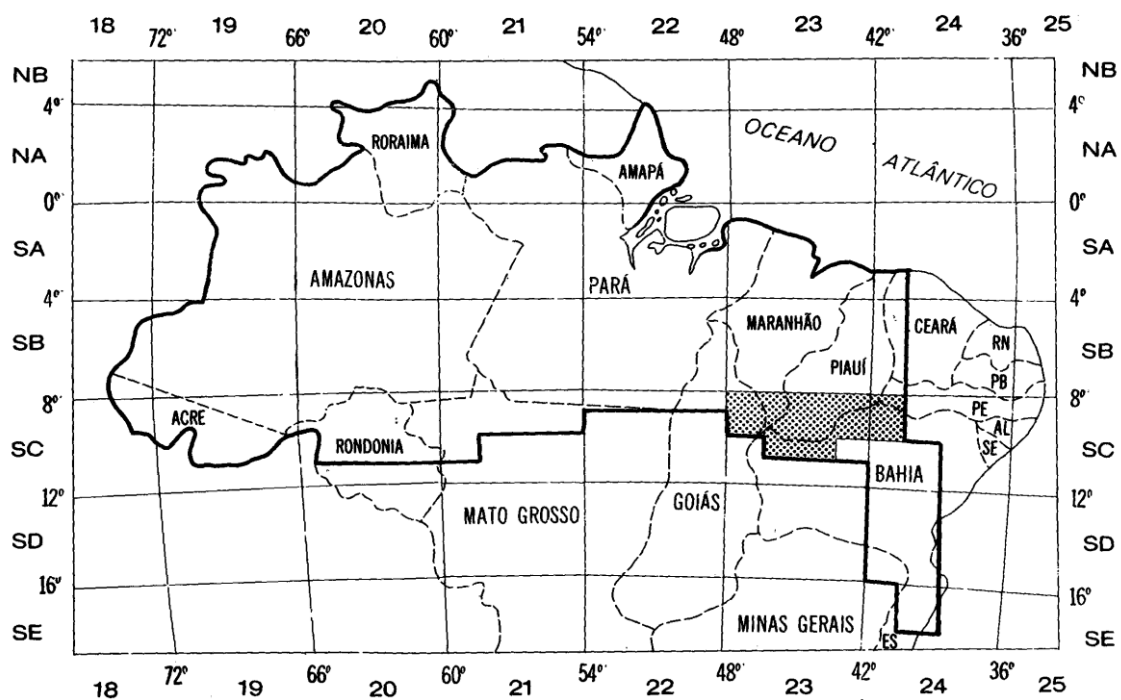 18 72° 19 66° 20 60° 21 54° 22 48° 23 42° 24 36° 25
NB NB
4° 4°
OCEANO
RORAIMA
NA AMAPÁ ATLÂNTICO NA
0° 0°
SA SA
AMAZONAS PARÁ
4° 4°
MARANHÃO CEARÁ
SB RN SB
PIAUÍ
PB
8° 8°
ACRE PE
AL
SC RONDONIA SE SC
BAHIA
12° MATO GROSSO GOIÁS 12°
SD SD
16° 16°
MINAS GERAIS
SE ES SE
72° 66° 60° 54° 48° 42° 36°
18 19 20 21 22 23 24 25